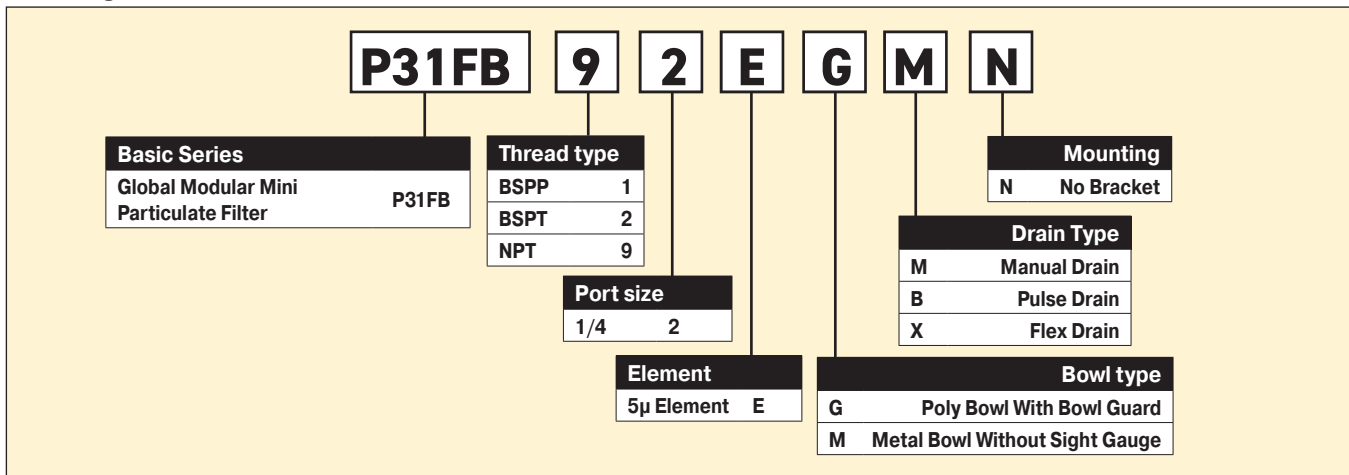 P31FB 9 2 E G M N
Basic Series
Global Modular Mini
Particulate Filter P31FB
Thread type
BSPP 1
BSPT 2
NPT 9
Port size
1/4 2
Element
5µ Element E
Mounting
N No Bracket
Drain Type
M Manual Drain
B Pulse Drain
X Flex Drain
Bowl type
G Poly Bowl With Bowl Guard
M Metal Bowl Without Sight Gauge